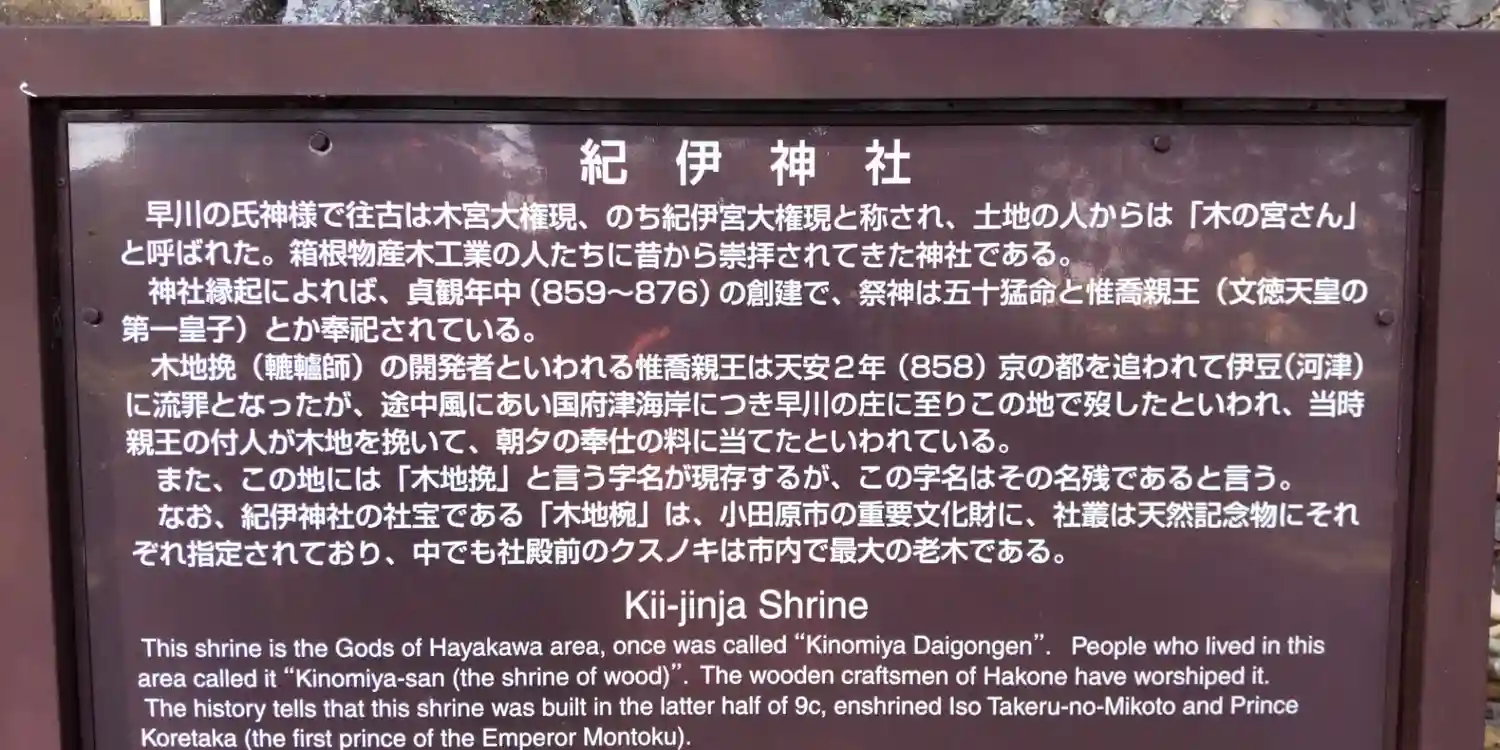 紀伊神社
早川の氏神様で往古は木宮大権現、のち紀伊宮大権現と称され、土地の人からは「木の宮さん」
と呼ばれた。箱根物産木工業の人たちに昔から崇拝されてきた神社である。
神社縁起によれば、貞観年中(859〜876)の創建で、祭神は五十猛命と惟喬親王(文徳天皇の
第一皇子)とか奉祀されている。
木地挽(轆轤師)の開発者といわれる惟喬親王は天安2年(858)京の都を追われて伊豆(河津)
に流罪となったが、途中風にあい国府津海岸につき早川の庄に至りこの地で歿したといわれ、当時
親王の付人が木地を挽いて、朝夕の奉仕の料に当てたといわれている。
また、この地には「木地挽」と言う字名が現存するが、この字名はその名残であると言う。
なお、紀伊神社の社宝である「木地椀」は、小田原市の重要文化財に、社叢は天然記念物にそれ
ぞれ指定されており、中でも社殿前のクスノキは市内で最大の老木である。
Kii-jinja Shrine
This shrine is the Gods of Hayakawa area, once was called “Kinomiya Daigongen”. People who lived in this
area called it “Kinomiya-san (the shrine of wood)”. The wooden craftsmen of Hakone have worshiped it.
The history tells that this shrine was built in the latter half of 9c, enshrined Iso Takeru-no-Mikoto and Prince
Koretaka (the first prince of the Emperor Montoku).